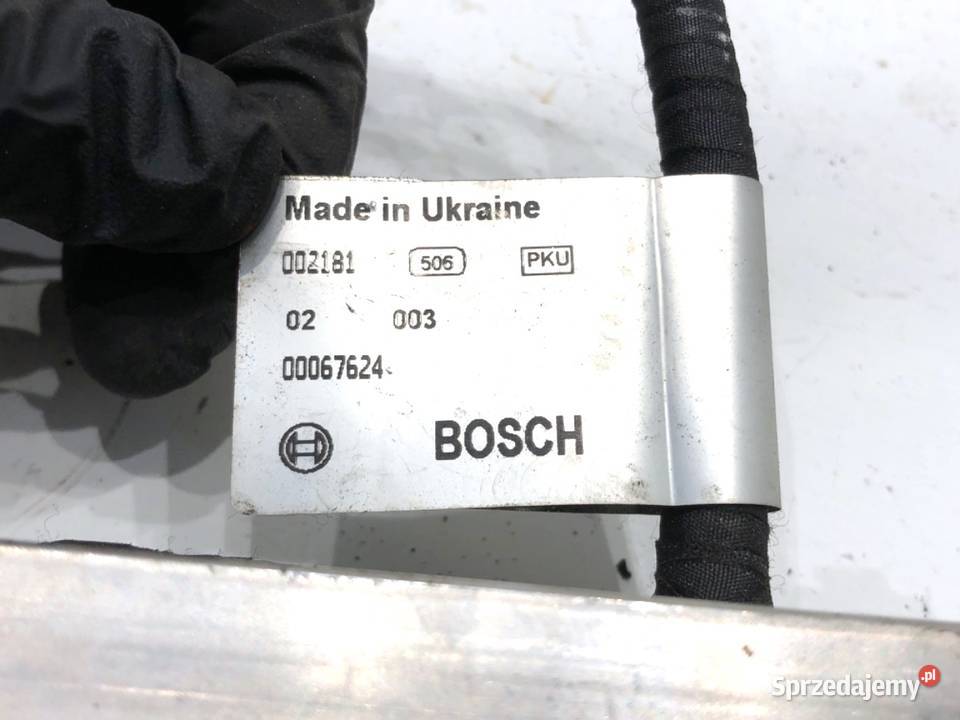 Made in Ukraine
002181 506 PKU
02 003
00067624
BOSCH
Sprzedajemy.pl